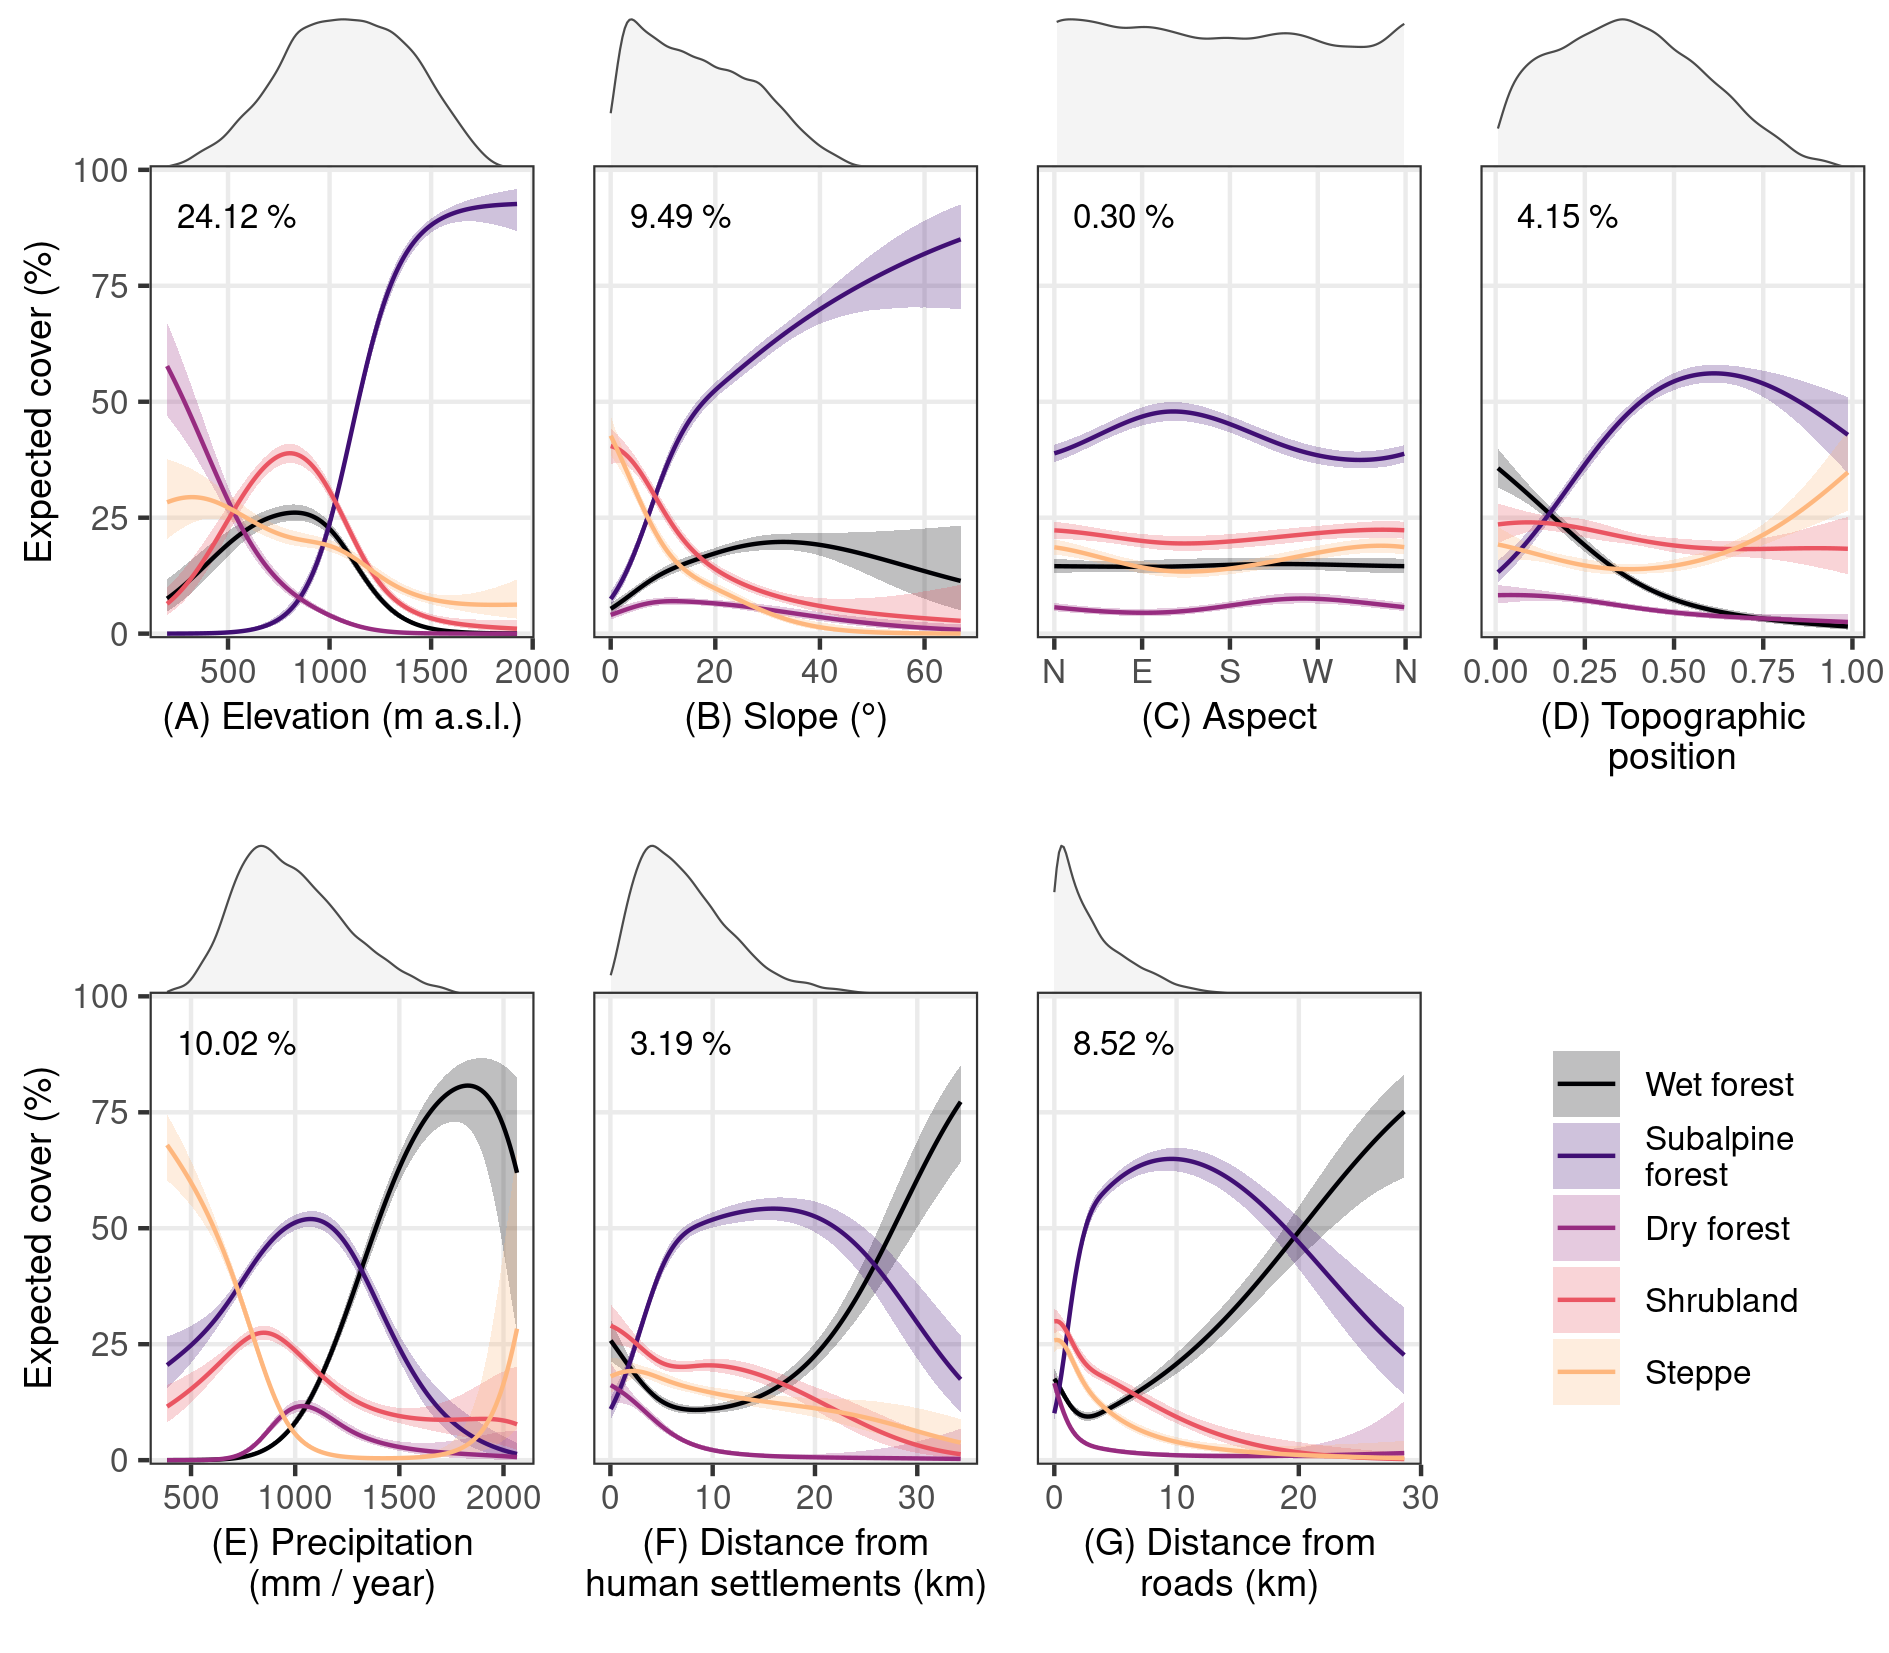 Expected cover (%)
100
75
50
25
0
24.12 %
500 1000 1500 2000
(A) Elevation (m a.s.l.)
9.49 %
0 20 40 60
(B) Slope (°)
0.30 %
N E S W N
(C) Aspect
4.15 %
0.00 0.25 0.50 0.75 1.00
(D) Topographic
position
Expected cover (%)
100
75
50
25
0
10.02 %
500 1000 1500 2000
(E) Precipitation
(mm / year)
3.19 %
0 10 20 30
(F) Distance from
human settlements (km)
8.52 %
0 10 20 30
(G) Distance from
roads (km)
Wet forest
Subalpine
forest
Dry forest
Shrubland
Steppe